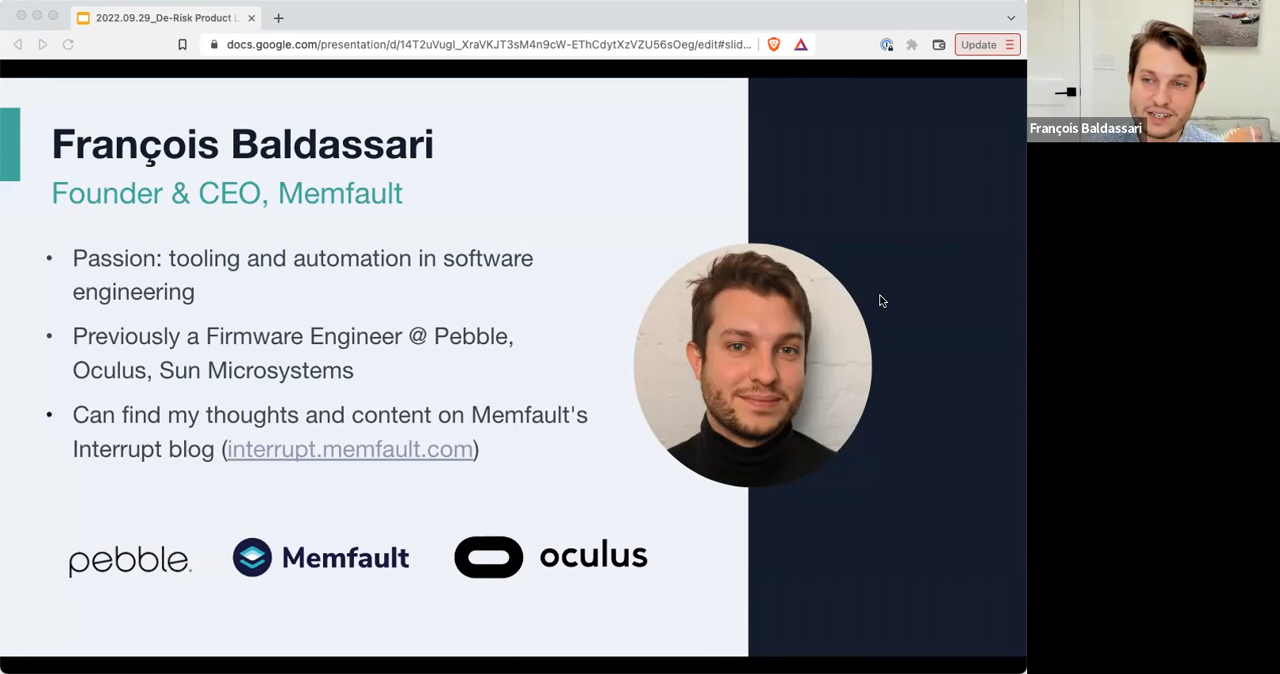 2022.09.29_De-Risk Product L
docs.google.com/presentation/d/14T2uVugI_XraVKJT3sM4n9cW-EThCdytXzVZU56sOeg/edit#slid...
Update
François Baldassari
Founder & CEO, Memfault
• Passion: tooling and automation in software
engineering
• Previously a Firmware Engineer @ Pebble,
Oculus, Sun Microsystems
• Can find my thoughts and content on Memfault's
Interrupt blog (interrupt.memfault.com)
pebble.
Memfault
oculus
François Baldassari